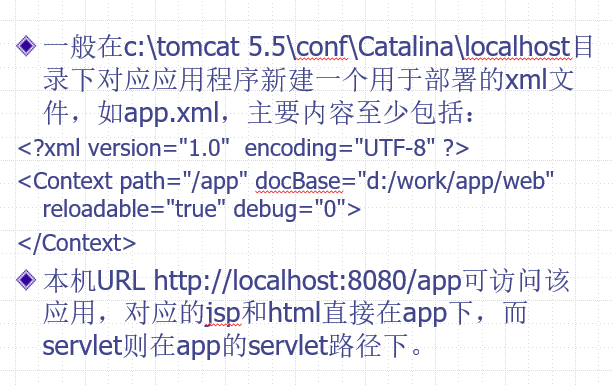 一般在c:\tomcat 5.5\conf\Catalina\localhost目
录下对应应用程序新建一个用于部署的xml文
件，如app.xml，主要内容至少包括：
<?xml version="1.0"  encoding="UTF-8" ?>
<Context path="/app" docBase="d:/work/app/web"
reloadable="true" debug="0">
</Context>
本机URL http://localhost:8080/app可访问该
应用，对应的jsp和html直接在app下，而
servlet则在app的servlet路径下。